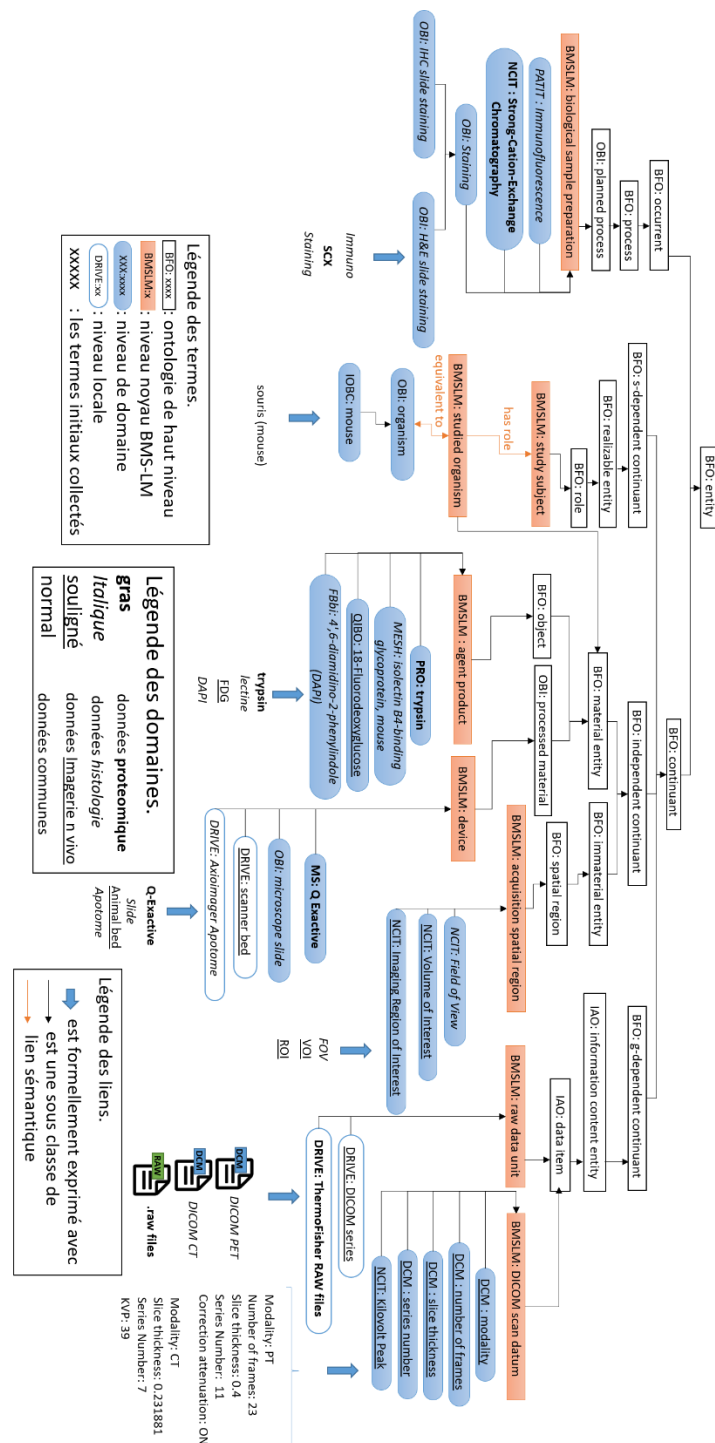 BFO: entity
BFO: continuant
BFO: occurrent
BFO: process
OBI: planned process
BMSLM: biological sample preparation
PATIT : Immunofluorescence
NCIT : Strong-Cation-Exchange
Chromatography
OBI: Staining
OBI: IHC slide staining
OBI: H&E slide staining
Immuno
SCX
Staining
BFO: s-dependent continuant
BFO: realizable entity
BFO: role
BMSLM: study subject
has role
BMSLM: studied organism
equivalent to
OBI: organism
IOBC: mouse
souris (mouse)
BFO: independent continuant
BFO: material entity
BFO: object
OBI: processed material
BMSLM : agent product
PRO: trypsin
MESH: isolectin B4-binding
glycoprotein, mouse
QIBO: 18-Fluorodeoxyglucose
FBbi: 4',6-diamidino-2-phenylindole
(DAPI)
trypsin
lectine
FDG
DAPI
BMSLM: device
MS: Q Exactive
OBI: microscope slide
DRIVE: scanner bed
DRIVE: Axioimager Apotome
Q-Exactive
Slide
Animal bed
Apotome
BFO: immaterial entity
BFO: spatial region
BMSLM: acquisition spatial region
NCIT: Field of View
NCIT: Volume of Interest
NCIT: Imaging Region of Interest
FOV
VOI
ROI
BFO: g-dependent continuant
IAO: information content entity
IAO: data item
BMSLM: raw data unit
DRIVE: DICOM series
DRIVE: ThermoFisher RAW files
DCM
DICOM PET
DCM
DICOM CT
RAW
.raw files
BMSLM: DICOM scan datum
DCM : modality
DCM : number of frames
DCM : slice thickness
DCM : series number
NCIT: Kilovolt Peak
Modality: PT
Number of frames: 23
Slice thickness: 0.4
Series Number: 11
Correction attenuation: ON
Modality: CT
Slice thickness: 0.231881
Series Number: 7
KVP: 39
Légende des termes.
BFO: xxxx : ontologie de haut niveau
BMSLM:x : niveau noyau BMS-LM
XXX:xxxx : niveau de domaine
DRIVE:xx : niveau locale
xxxxx : les termes initiaux collectés
Légende des domaines.
gras données proteomique
Italique données histologie
souligné données Imagerie n vivo
normal données communes
Légende des liens.
est formellement exprimé avec
est une sous classe de
lien sémantique